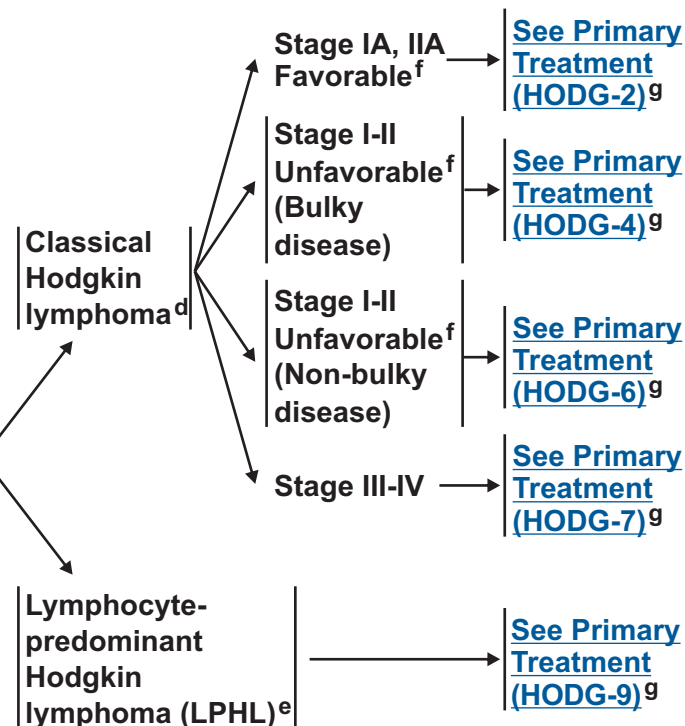 Stage IA, IIA
Favorable f
See Primary
Treatment
(HODG-2) g
Stage I-II
Unfavorable f
(Bulky
disease)
See Primary
Treatment
(HODG-4) g
Classical
Hodgkin
lymphoma d
Stage I-II
Unfavorable f
(Non-bulky
disease)
See Primary
Treatment
(HODG-6) g
Stage III-IV
See Primary
Treatment
(HODG-7) g
Lymphocyte-
predominant
Hodgkin
lymphoma (LPHL) e
See Primary
Treatment
(HODG-9) g